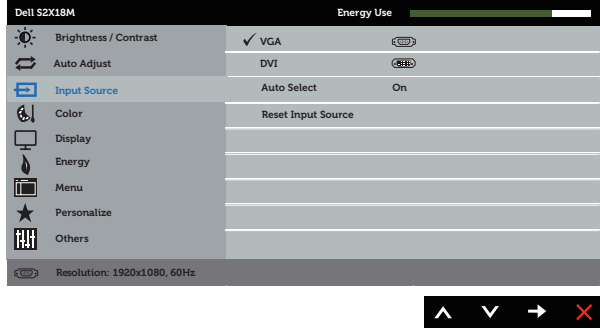 Dell S2X18M Energy Use
Brightness / Contrast
VGA
Auto Adjust
DVI
Input Source
Auto Select On
Color
Reset Input Source
Display
Energy
Menu
Personalize
Others
Resolution: 1920x1080, 60Hz